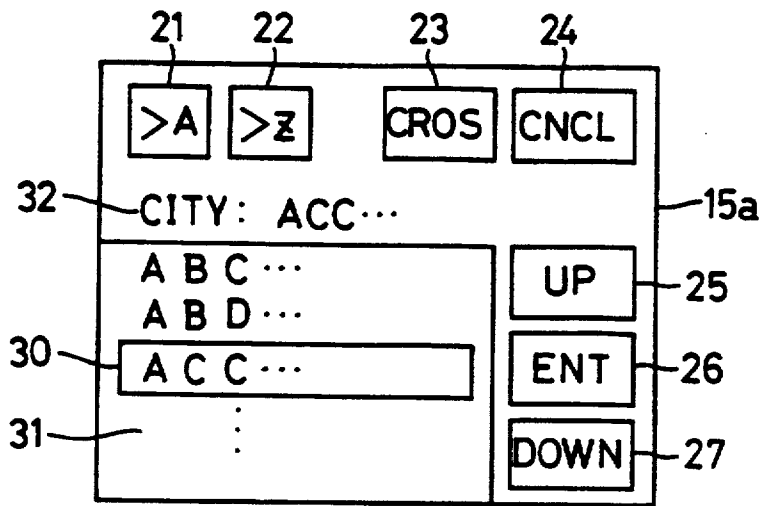 21 22 23 24
>A >Z CROS CNCL
32 CITY: ACC··· 15a
A B C ···
UP 25
A B D ···
30 A C C ···
ENT 26
31
DOWN 27